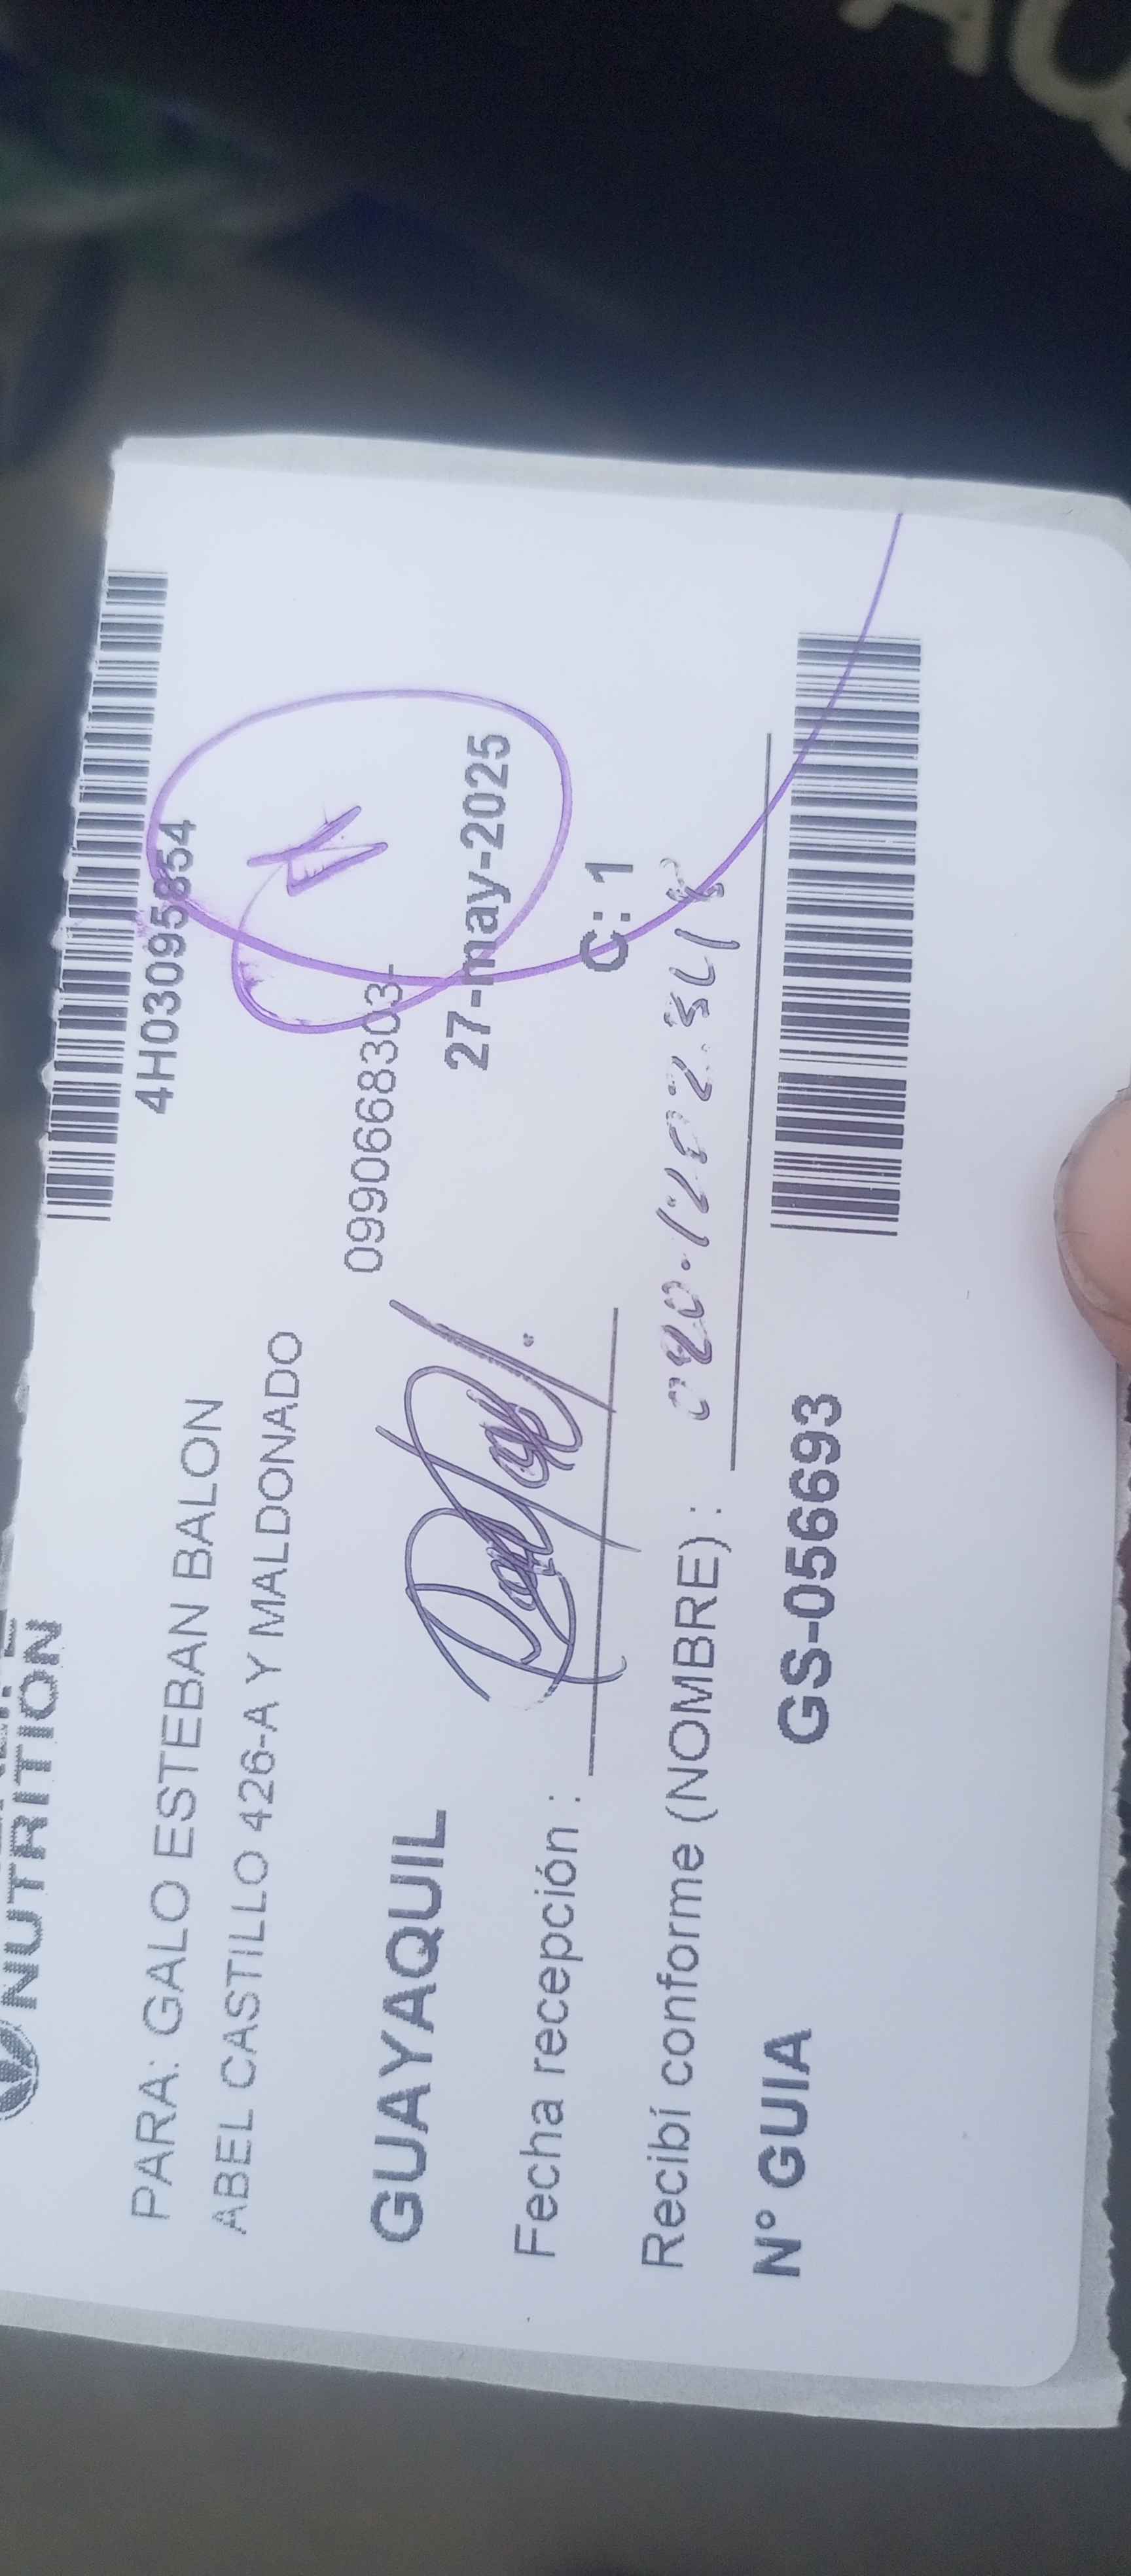 NUTRITION
4H03095854
PARA: GALO ESTEBAN BALON
ABEL CASTILLO 426-A Y MALDONADO
0990668303-
GUAYAQUIL
27-may-2025
Fecha recepción :
C: 1
Recibí conforme (NOMBRE) :
N° GUIA
GS-056693